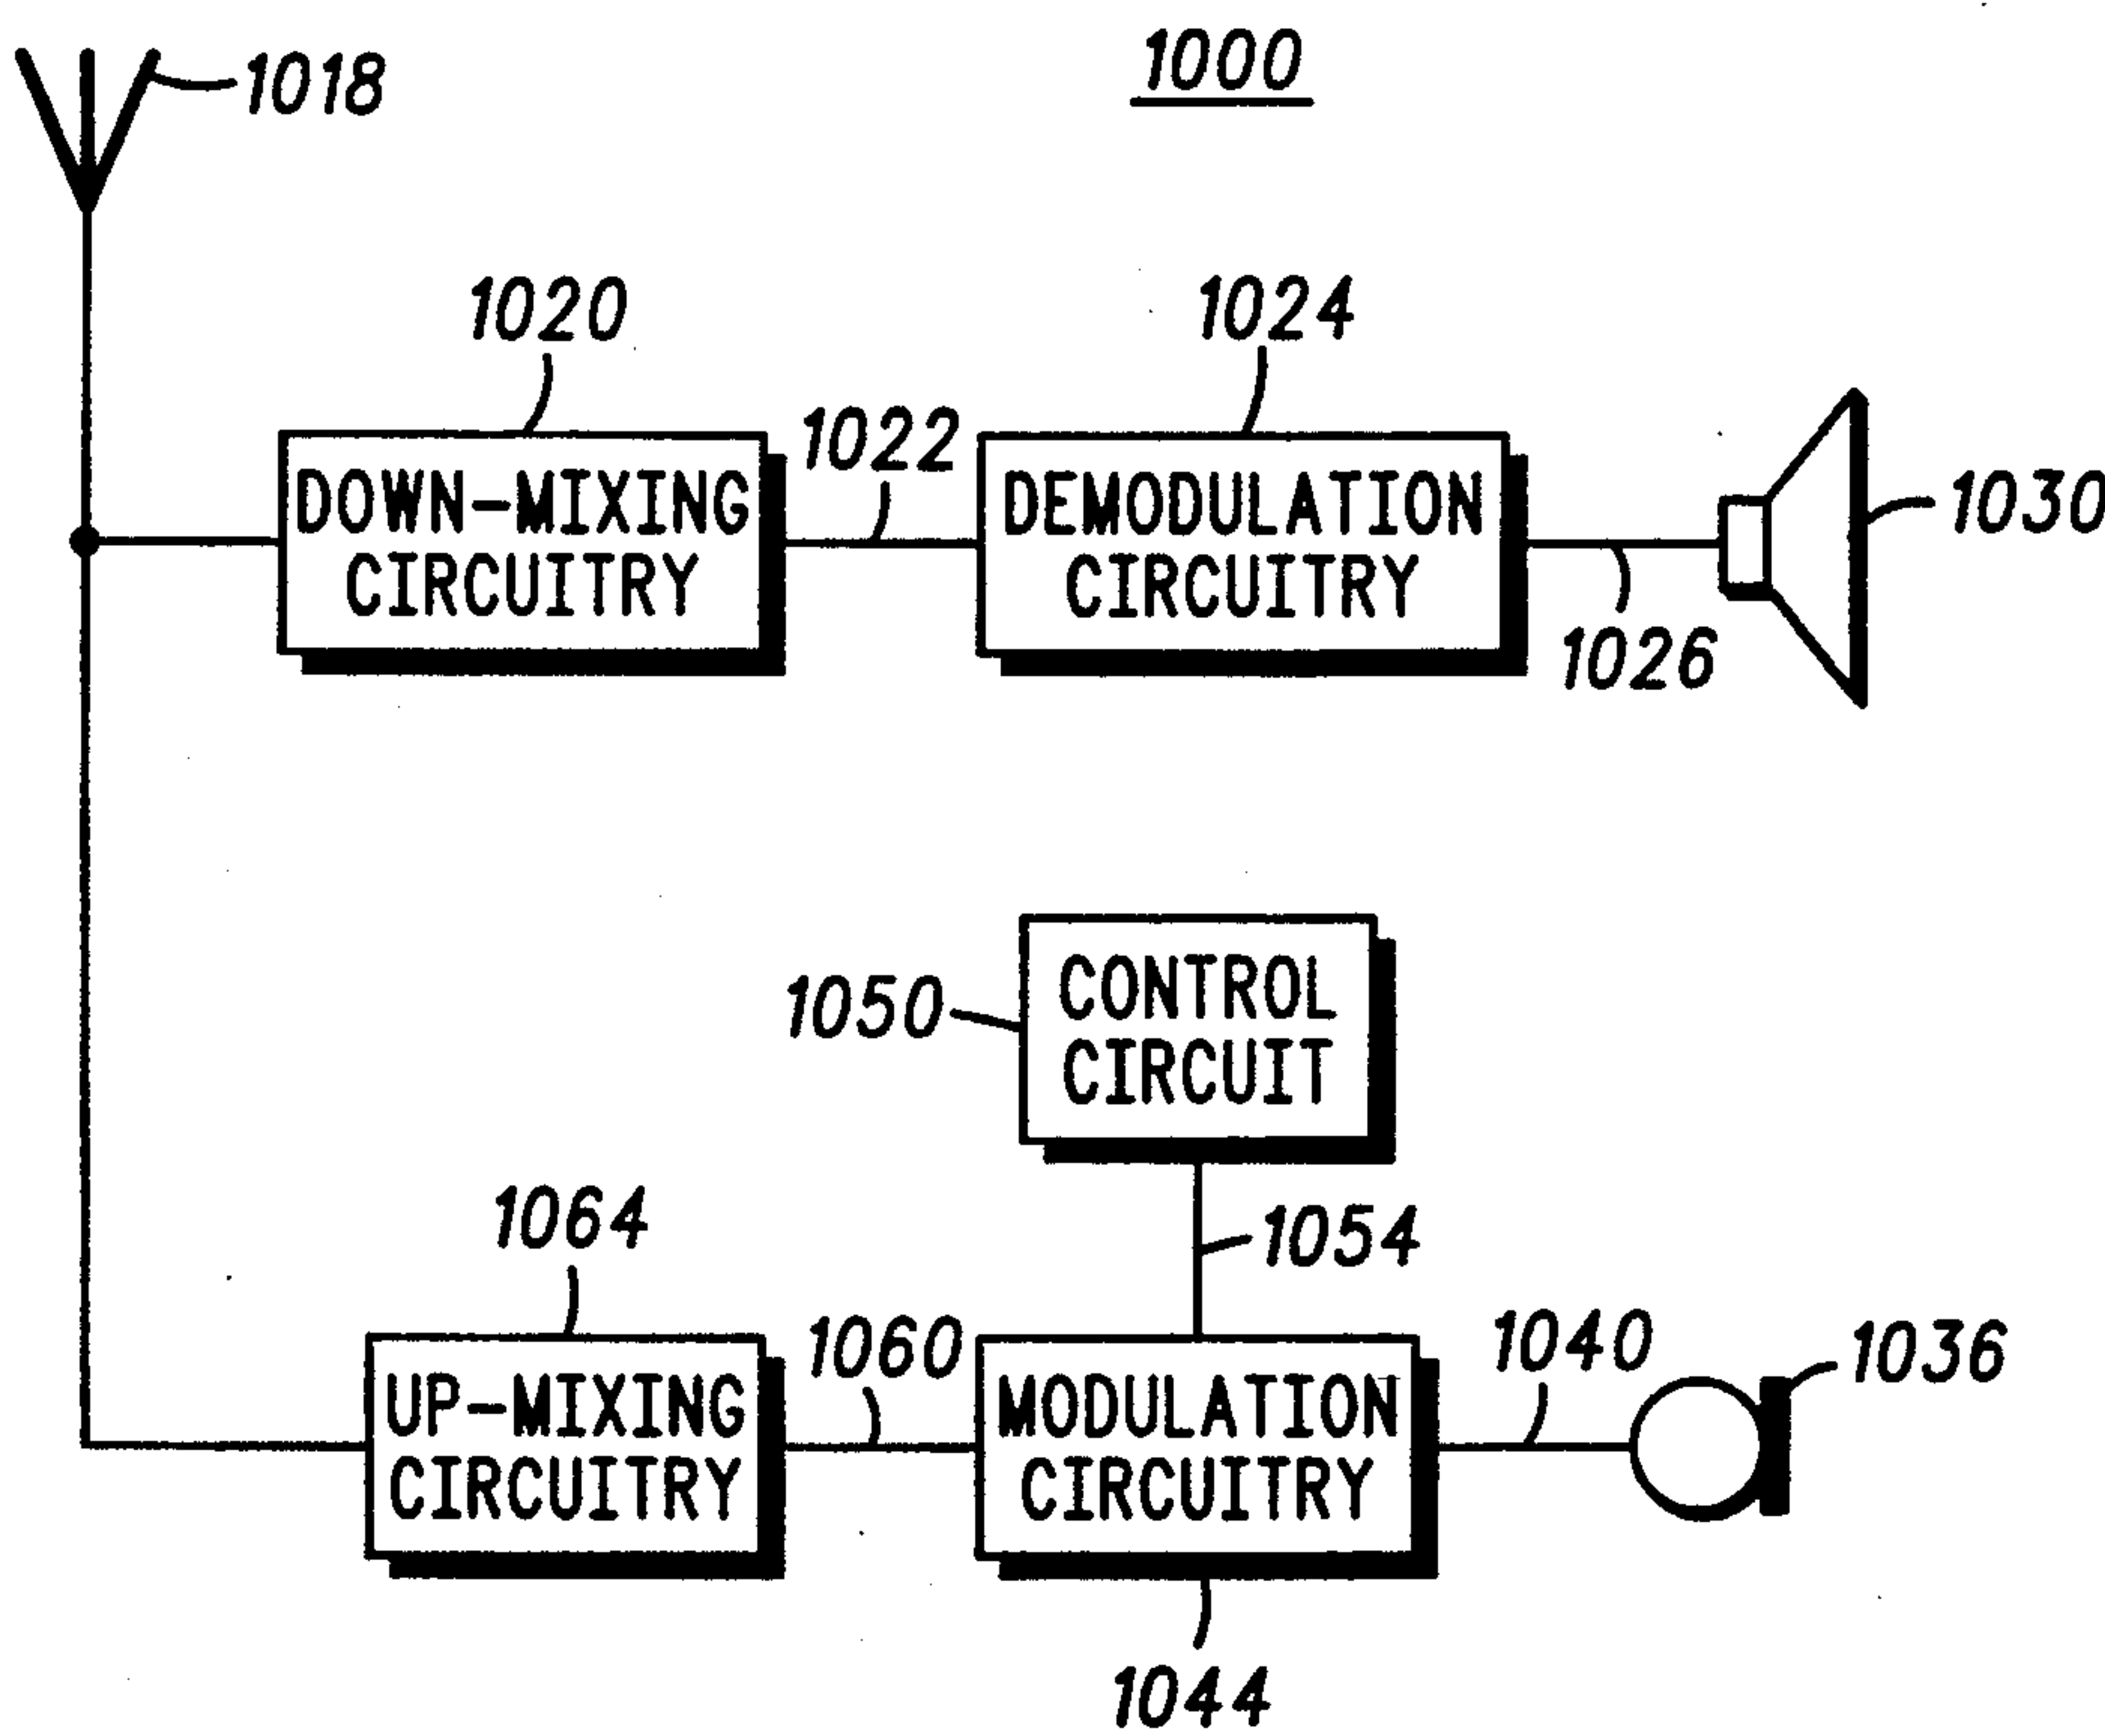 1000
1018
1020
1024
1022
DOWN-MIXING
CIRCUITRY
DEMODULATION
CIRCUITRY
1030
1026
CONTROL
CIRCUIT
1050
1064
1054
1060
1040
1036
UP-MIXING
CIRCUITRY
MODULATION
CIRCUITRY
1044